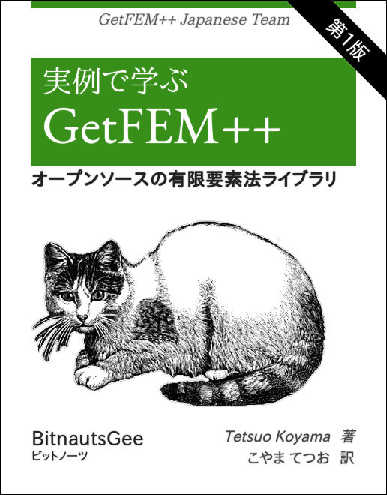 GetFEM++ Japanese Team
第1版
実例で学ぶ
GetFEM++
オープンソースの有限要素法ライブラリ
BitnautsGee
ビットノーツ
Tetsuo Koyama 著
こやま てつお 訳